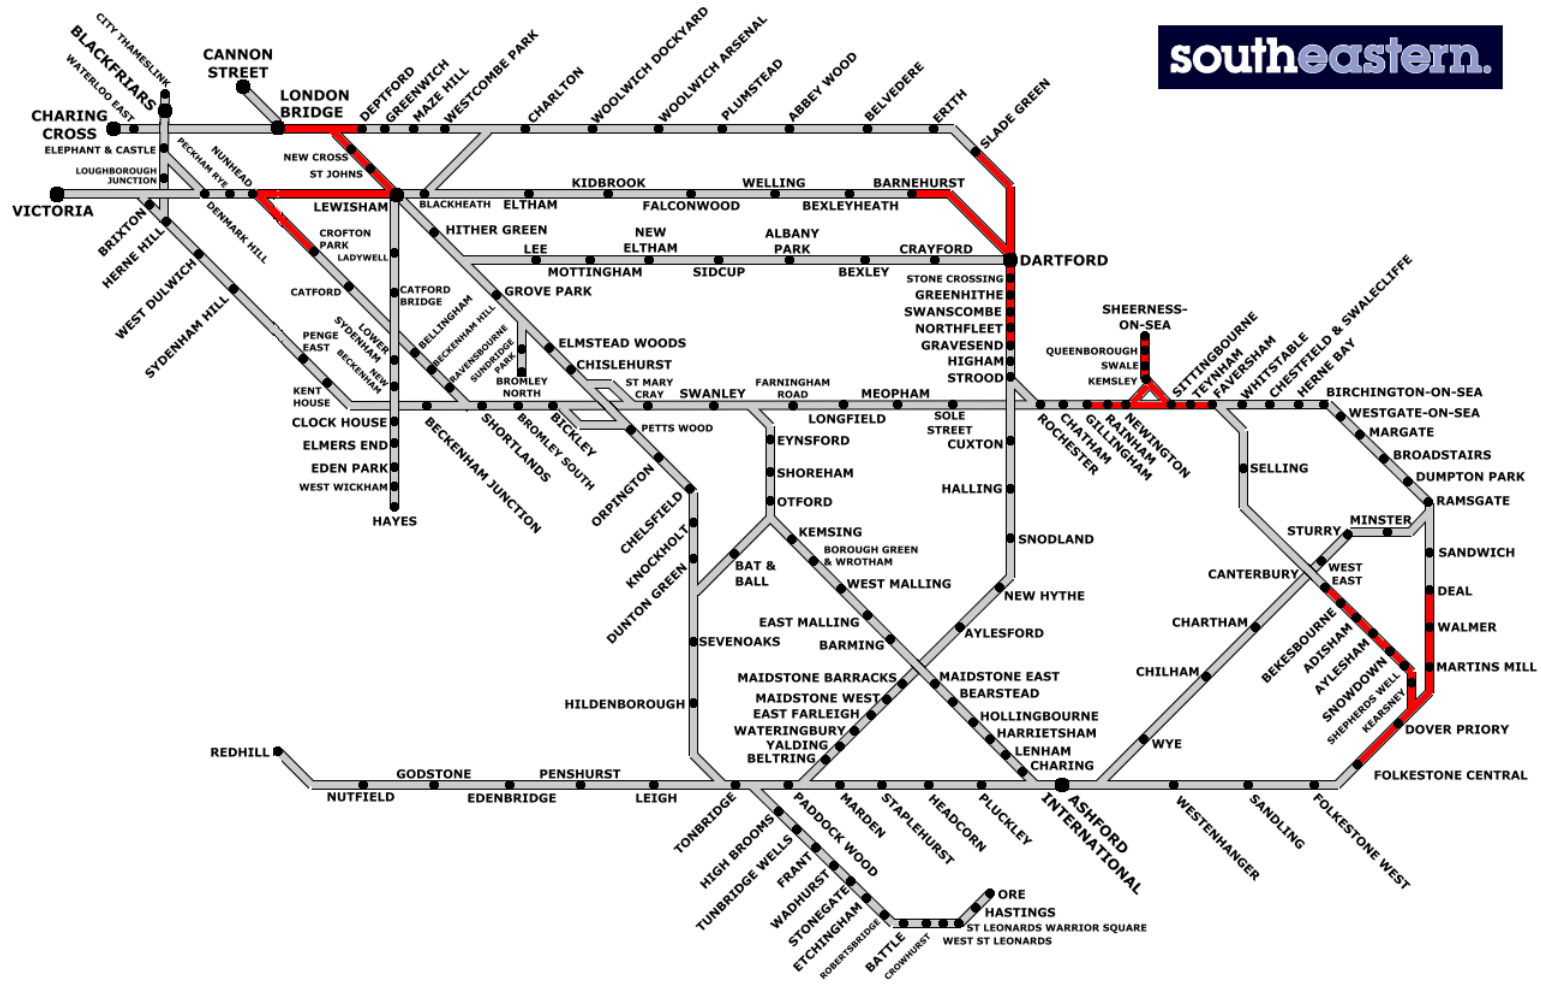 southeastern.
CITY THAMESLINK
BLACKFRIARS
WATERLOO EAST
CHARING
CROSS
CANNON
STREET
LONDON
BRIDGE
DEPTFORD
GREENWICH
MAZE HILL
WESTCOMBE PARK
CHARLTON
WOOLWICH DOCKYARD
WOOLWICH ARSENAL
PLUMSTEAD
ABBEY WOOD
BELVEDERE
ERITH
SLADE GREEN
ELEPHANT & CASTLE
LOUGHBOROUGH
JUNCTION
PECKHAM RYE
NUNHEAD
NEW CROSS
ST JOHNS
VICTORIA
BRIXTON
HERNE HILL
DENMARK HILL
LEWISHAM
BLACKHEATH
ELTHAM
KIDBROOK
FALCONWOOD
WELLING
BEXLEYHEATH
BARNEHURST
WEST DULWICH
SYDENHAM HILL
PENGE
EAST
KENT
HOUSE
CROFTON
PARK
LADYWELL
HITHER GREEN
CATFORD
CATFORD
BRIDGE
LEE
MOTTINGHAM
NEW
ELTHAM
SIDCUP
ALBANY
PARK
BEXLEY
CRAYFORD
DARTFORD
STONE CROSSING
GREENHITHE
SWANSCOMBE
NORTHFLEET
GRAVESEND
HIGHAM
STROOD
GROVE PARK
LOWER
SYDENHAM
NEW
BECKENHAM
BELLINGHAM
BECKENHAM HILL
RAVENSBOURNE
SUNDRIDGE
PARK
BROMLEY
NORTH
ELMSTEAD WOODS
CHISLEHURST
ST MARY
CRAY
SWANLEY
FARNINGHAM
ROAD
LONGFIELD
MEOPHAM
SOLE
STREET
CLOCK HOUSE
ELMERS END
EDEN PARK
WEST WICKHAM
HAYES
BECKENHAM JUNCTION
SHORTLANDS
BROMLEY SOUTH
BICKLEY
PETTS WOOD
ORPINGTON
CHELSFIELD
KNOCKHOLT
DUNTON GREEN
SEVENOAKS
HILDENBOROUGH
EYNSFORD
SHOREHAM
OTFORD
BAT &
BALL
KEMSING
BOROUGH GREEN
& WROTHAM
WEST MALLING
EAST MALLING
BARMING
MAIDSTONE EAST
BEARSTEAD
HOLLINGBOURNE
HARRIETSHAM
LENHAM
CHARING
CUXTON
HALLING
SNODLAND
NEW HYTHE
AYLESFORD
MAIDSTONE BARRACKS
MAIDSTONE WEST
EAST FARLEIGH
WATERINGBURY
YALDING
BELTRING
ROCHESTER
CHATHAM
GILLINGHAM
RAINHAM
NEWINGTON
SHEERNESS-
ON-SEA
QUEENBOROUGH
SWALE
KEMSLEY
SITTINGBOURNE
TEYNHAM
FAVERSHAM
WHITSTABLE
CHESTFIELD & SWALECLIFFE
HERNE BAY
BIRCHINGTON-ON-SEA
WESTGATE-ON-SEA
MARGATE
BROADSTAIRS
DUMPTON PARK
RAMSGATE
SELLING
STURRY
MINSTER
SANDWICH
CANTERBURY
WEST
EAST
DEAL
WALMER
MARTINS MILL
CHARTHAM
CHILHAM
WYE
BEKESBOURNE
ADISHAM
AYLESHAM
SNOWDOWN
SHEPHERDS WELL
KEARSNEY
DOVER PRIORY
FOLKESTONE CENTRAL
REDHILL
NUTFIELD
GODSTONE
EDENBRIDGE
PENSHURST
LEIGH
TONBRIDGE
PADDOCK WOOD
MARDEN
STAPLEHURST
HEADCORN
PLUCKLEY
ASHFORD
INTERNATIONAL
WESTENHANGER
SANDLING
FOLKESTONE WEST
HIGH BROOMS
TUNBRIDGE WELLS
FRANT
WADHURST
STONEGATE
ETCHINGHAM
ROBERTSBRIDGE
BATTLE
CROWHURST
WEST ST LEONARDS
ST LEONARDS WARRIOR SQUARE
HASTINGS
ORE